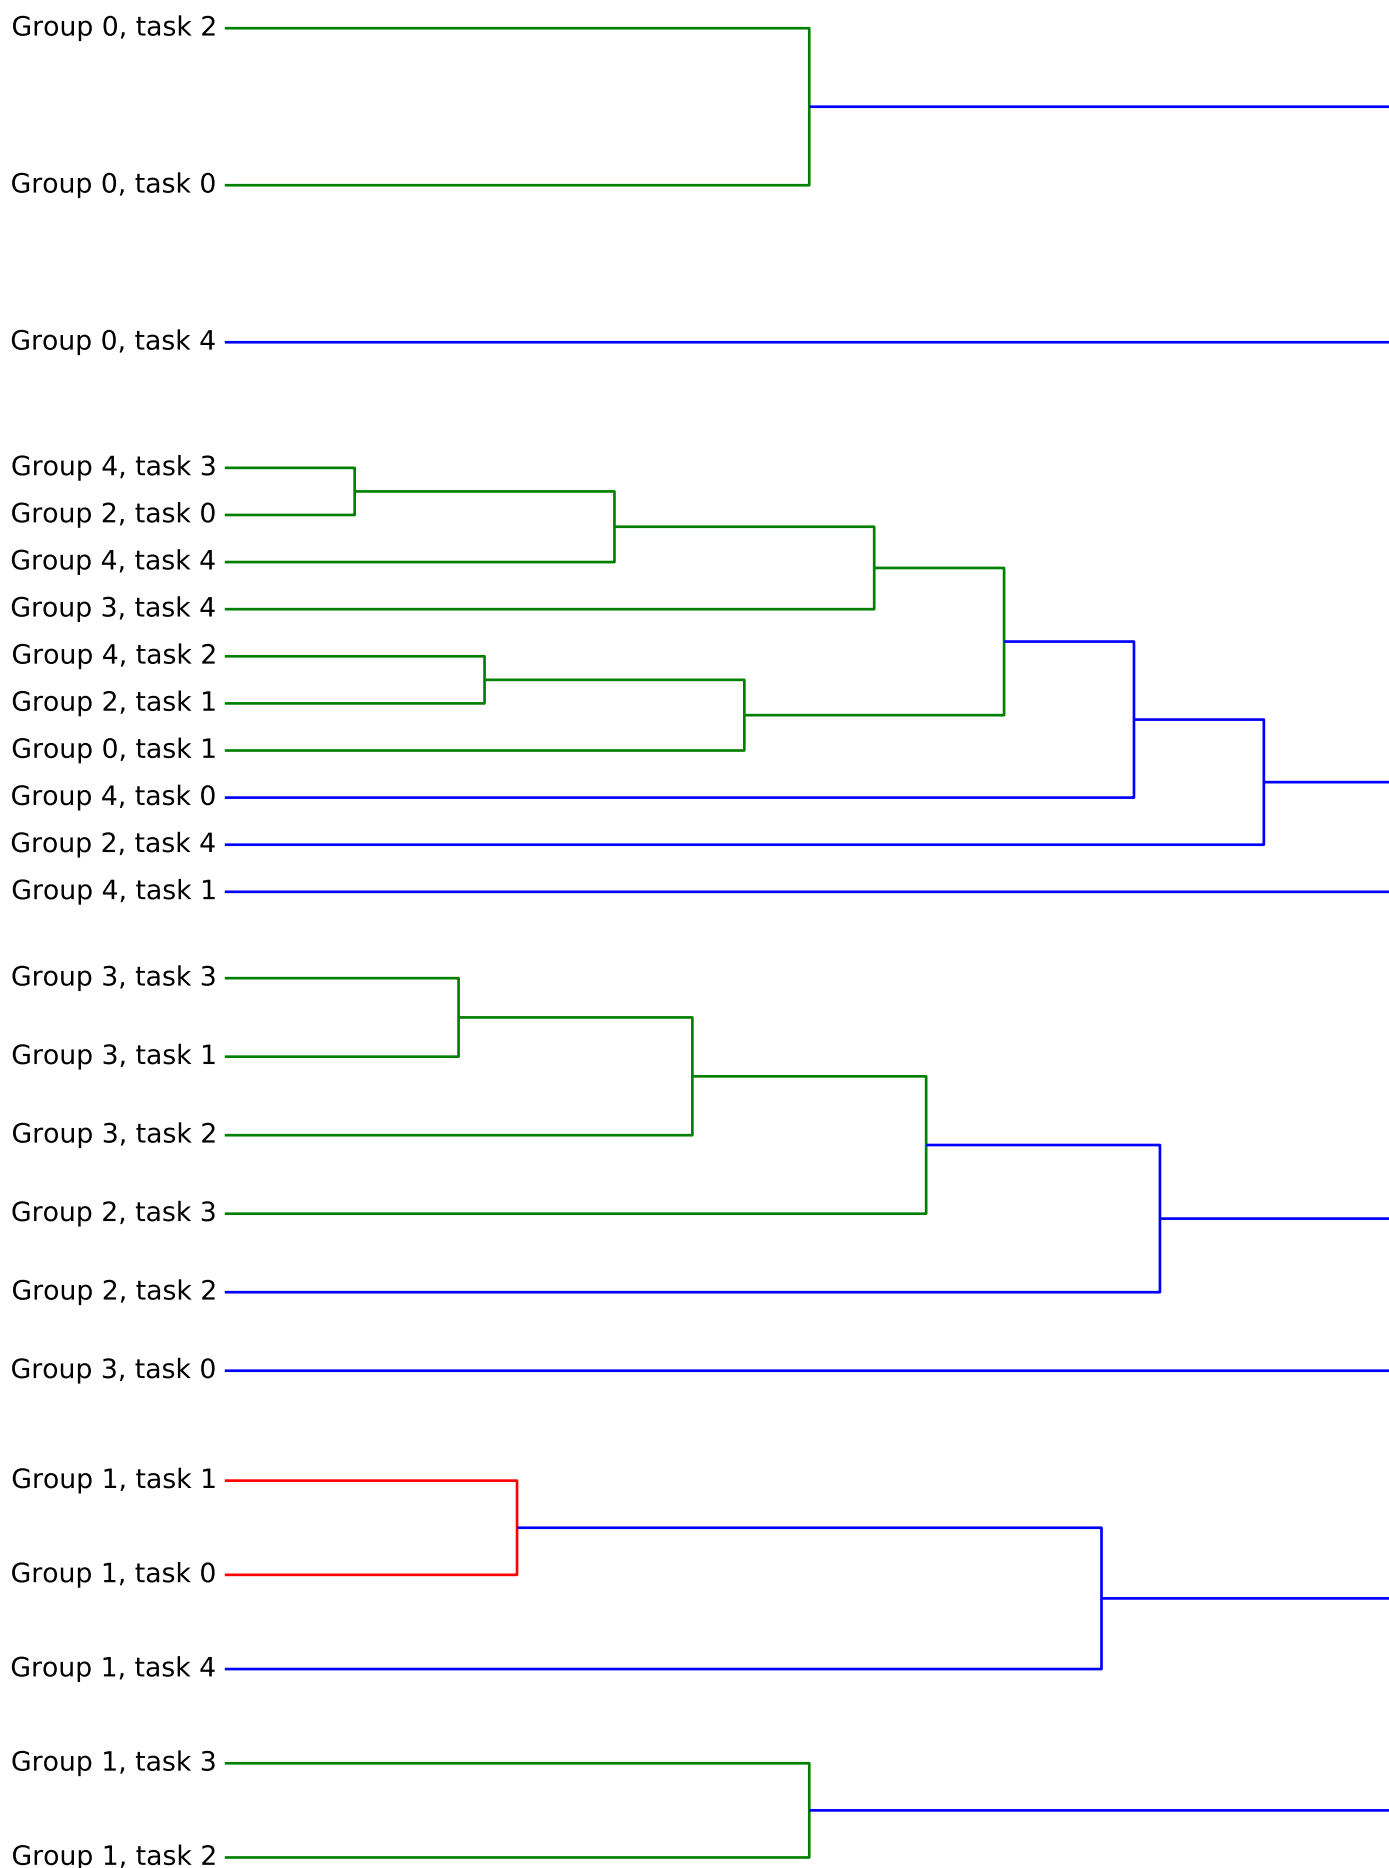 Group 0, task 2
Group 0, task 0
Group 0, task 4
Group 4, task 3
Group 2, task 0
Group 4, task 4
Group 3, task 4
Group 4, task 2
Group 2, task 1
Group 0, task 1
Group 4, task 0
Group 2, task 4
Group 4, task 1
Group 3, task 3
Group 3, task 1
Group 3, task 2
Group 2, task 3
Group 2, task 2
Group 3, task 0
Group 1, task 1
Group 1, task 0
Group 1, task 4
Group 1, task 3
Group 1, task 2